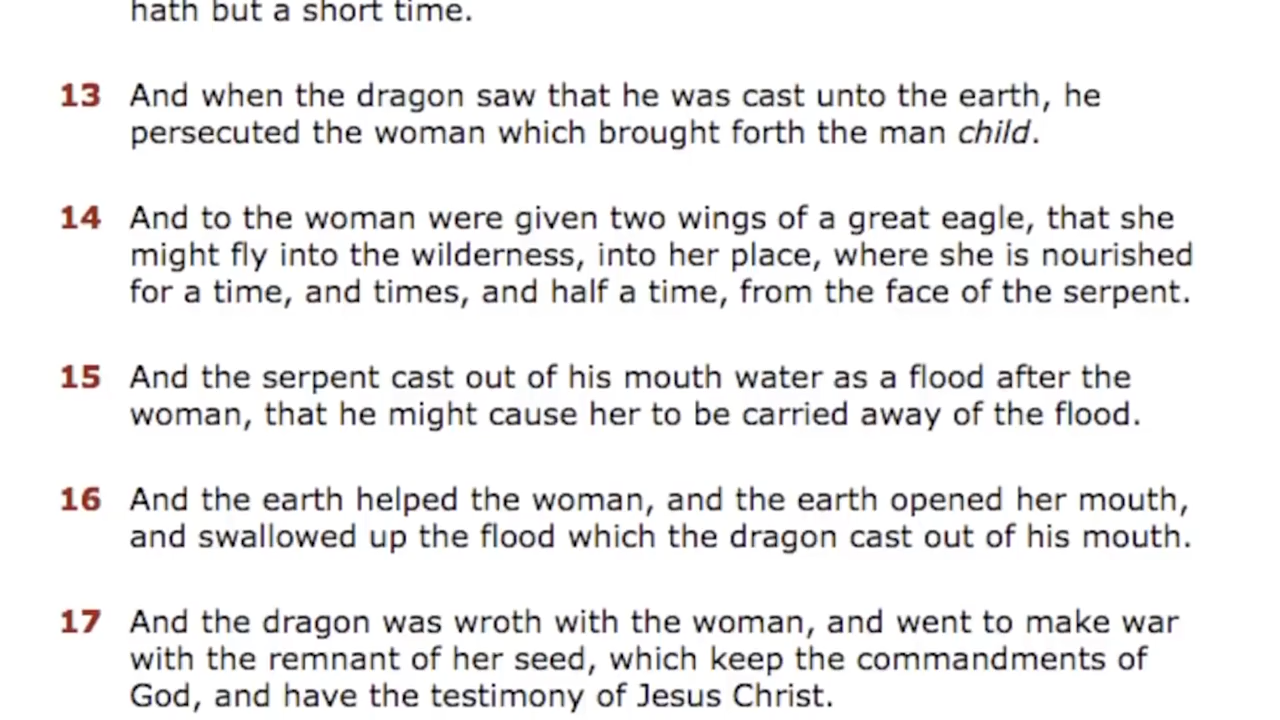 hath but a short time.
13 And when the dragon saw that he was cast unto the earth, he
persecuted the woman which brought forth the man child.
14 And to the woman were given two wings of a great eagle, that she
might fly into the wilderness, into her place, where she is nourished
for a time, and times, and half a time, from the face of the serpent.
15 And the serpent cast out of his mouth water as a flood after the
woman, that he might cause her to be carried away of the flood.
16 And the earth helped the woman, and the earth opened her mouth,
and swallowed up the flood which the dragon cast out of his mouth.
17 And the dragon was wroth with the woman, and went to make war
with the remnant of her seed, which keep the commandments of
God, and have the testimony of Jesus Christ.